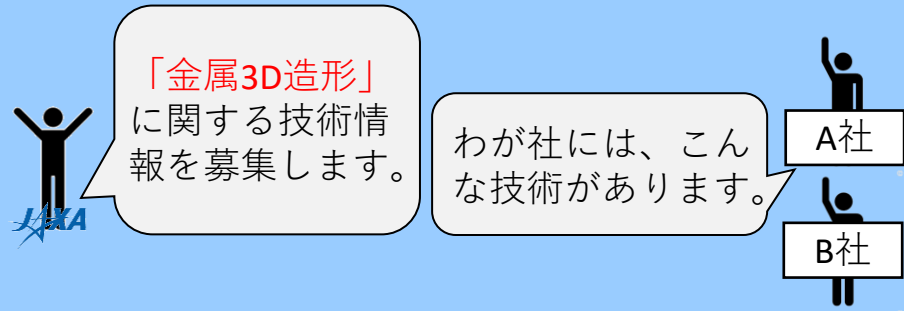 「金属3D造形」
に関する技術情
報を募集します。
JAXA
わが社には、こん
な技術があります。
A社
B社